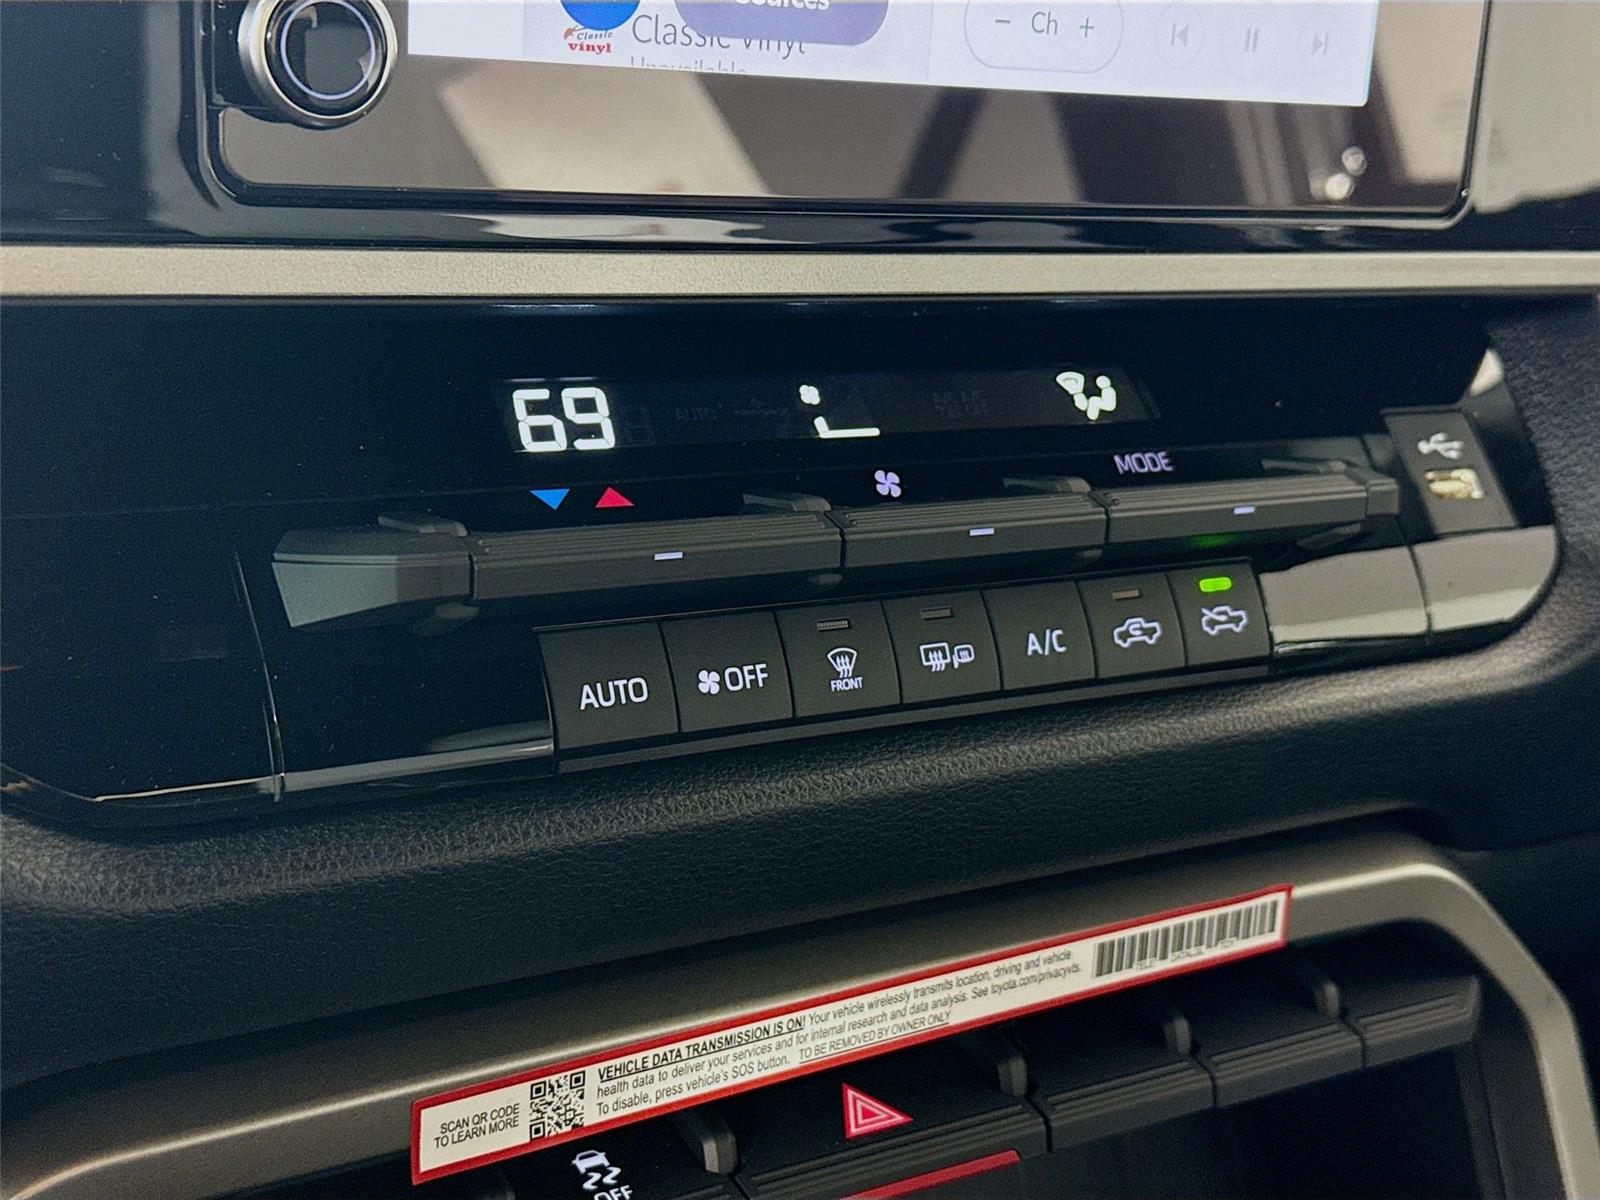 Sources
Classic
vinyl
Classic Vinyl
Unavailable
− Ch +
69
MODE
AUTO
OFF
FRONT
A/C
VEHICLE DATA TRANSMISSION IS ON! Your vehicle wirelessly transmits location, driving and vehicle
health data to deliver your services and for internal research and data analysis. See toyota.com/privacyvts.
To disable, press vehicle's SOS button. TO BE REMOVED BY OWNER ONLY
SCAN QR CODE
TO LEARN MORE
OFF